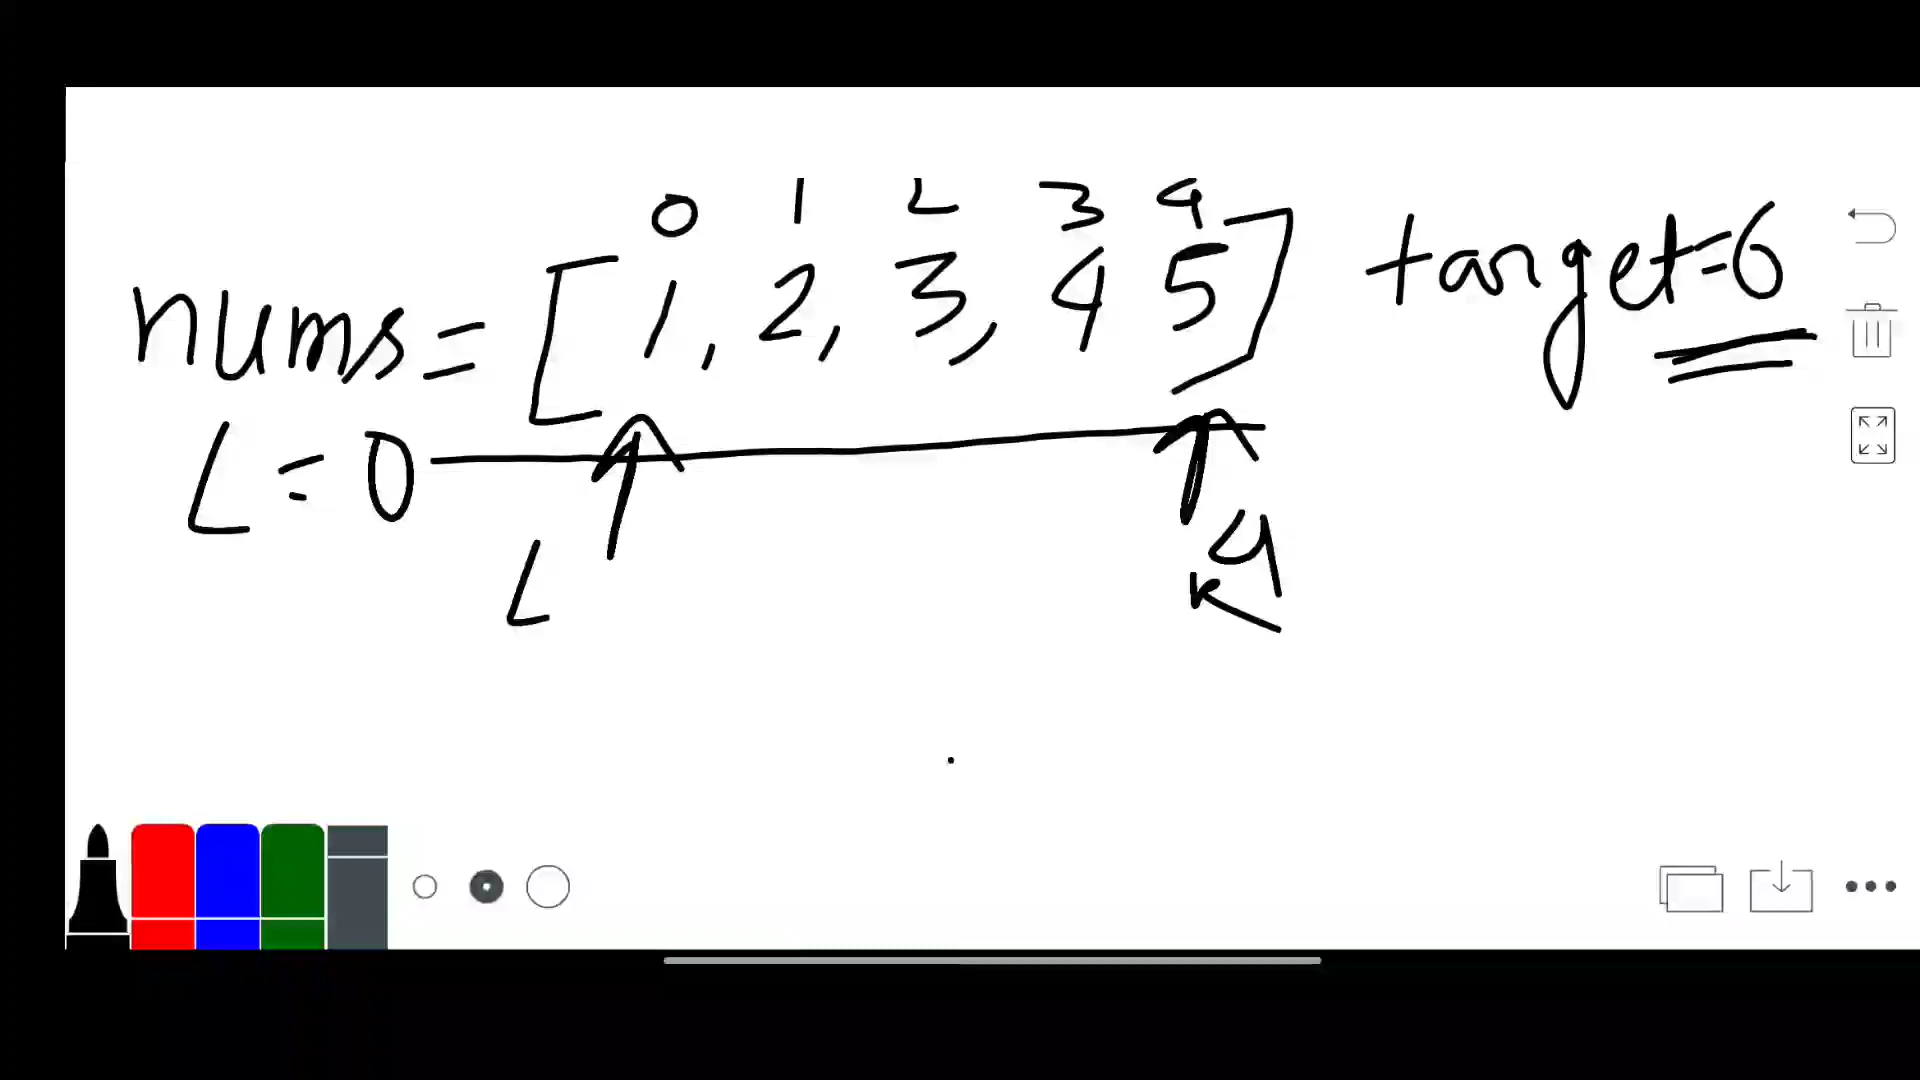 0 1 2 3 4
nums = [1, 2, 3, 4 5] target=6
L = 0
L
4